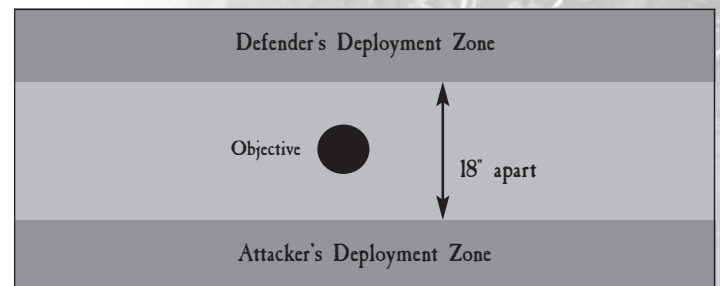 Defender's Deployment Zone
Objective
18" apart
Attacker's Deployment Zone